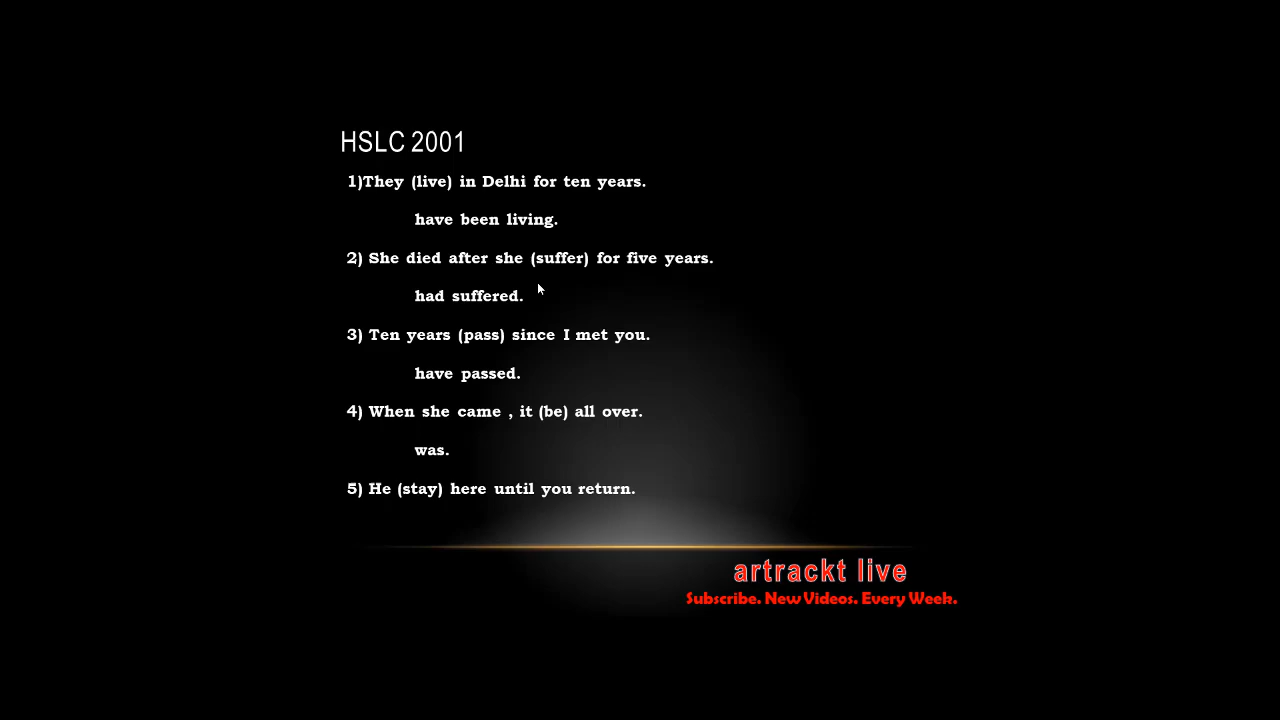 HSLC 2001
1)They (live) in Delhi for ten years.
have been living.
2) She died after she (suffer) for five years.
had suffered.
3) Ten years (pass) since I met you.
have passed.
4) When she came , it (be) all over.
was.
5) He (stay) here until you return.
artrackt live
Subscribe. New Videos. Every Week.